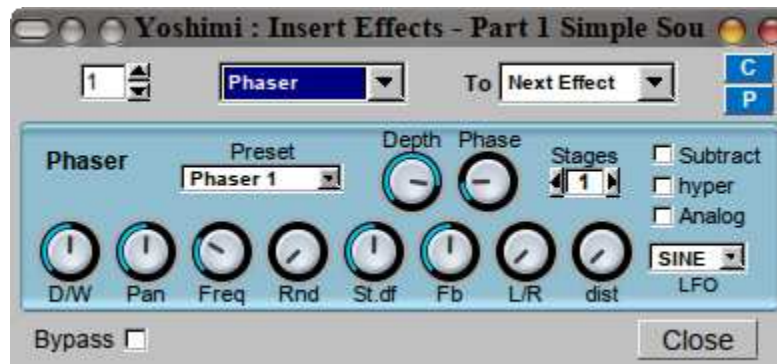 Yoshimi : Insert Effects - Part 1 Simple Sou
1 Phaser To Next Effect C
P
Phaser Preset Depth Phase Stages Subtract
Phaser 1 1 hyper
Analog
SINE
D/W Pan Freq Rnd St.df Fb L/R dist LFO
Bypass Close